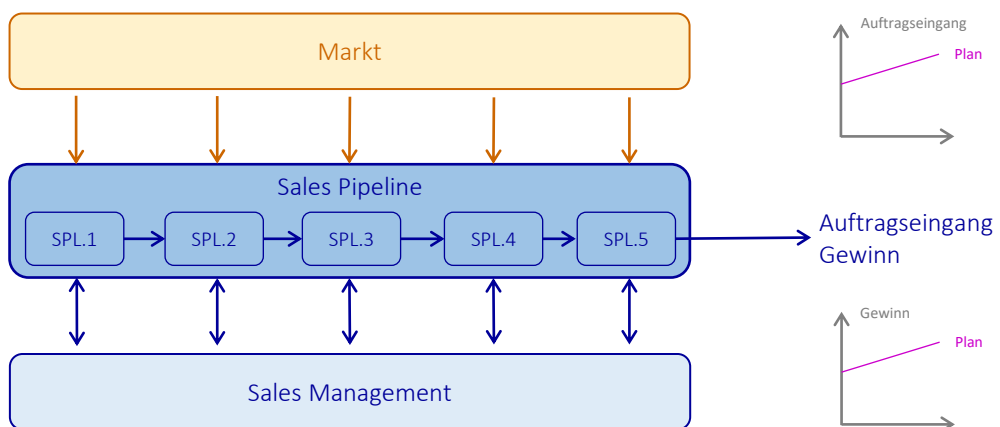 Markt
Auftragseingang
Plan
Sales Pipeline
SPL.1
SPL.2
SPL.3
SPL.4
SPL.5
Auftragseingang
Gewinn
Sales Management
Gewinn
Plan